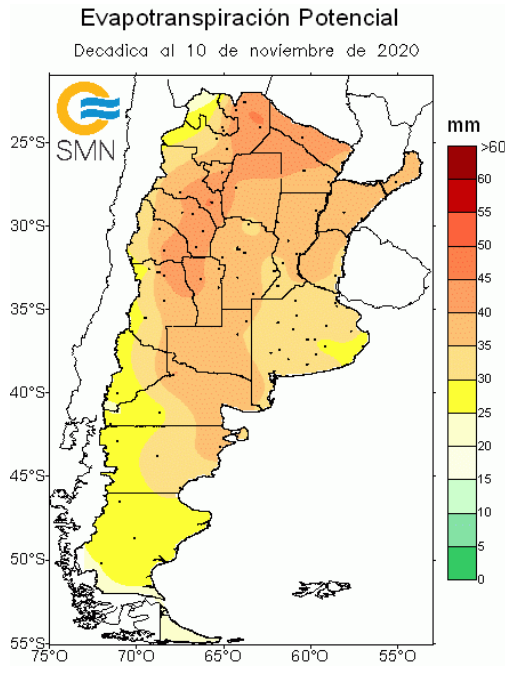 Evapotranspiración Potencial
Decadica al 10 de noviembre de 2020
SMN
mm
>60
60
55
50
45
40
35
30
25
20
15
10
5
0
25°S
30°S
35°S
40°S
45°S
50°S
55°S
75°O 70°O 65°O 60°O 55°O